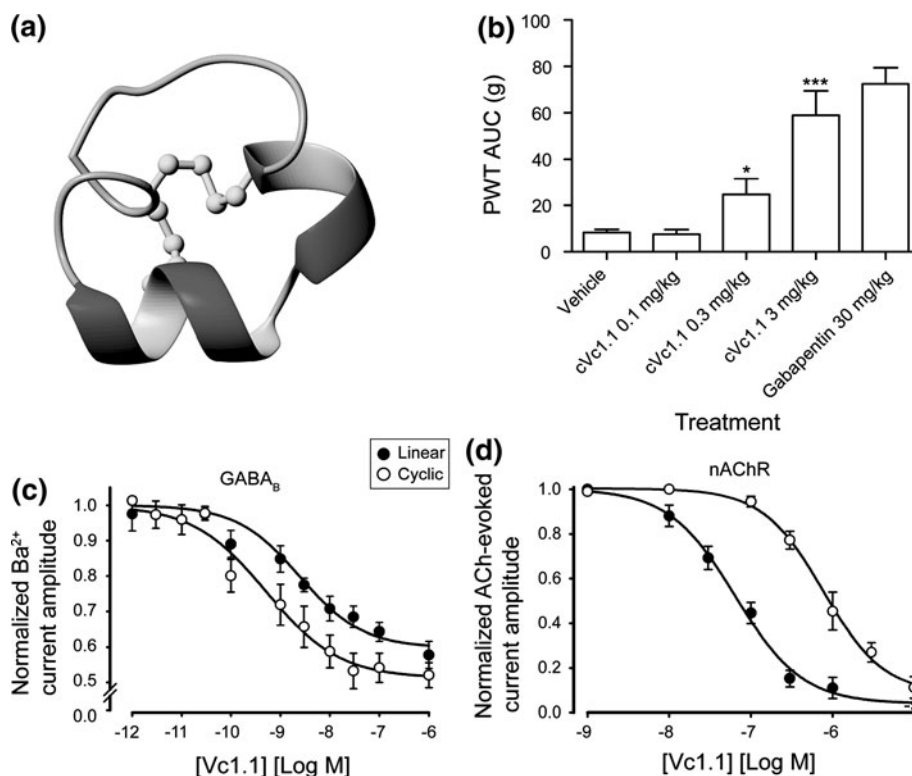 (a)
(b)
PWT AUC (g)
100
80
60
40
20
0
*
***
Vehicle
cVc1.1 0.1 mg/kg
cVc1.1 0.3 mg/kg
cVc1.1 3 mg/kg
Gabapentin 30 mg/kg
Treatment
Linear
Cyclic
(c)
GABA_B
Normalized Ba²⁺
current amplitude
1.0
0.9
0.8
0.7
0.6
0.5
0.0
-12
-11
-10
-9
-8
-7
-6
[Vc1.1] [Log M]
(d)
nAChR
Normalized ACh-evoked
current amplitude
1.0
0.8
0.6
0.4
0.2
0.0
-9
-8
-7
-6
[Vc1.1] [Log M]